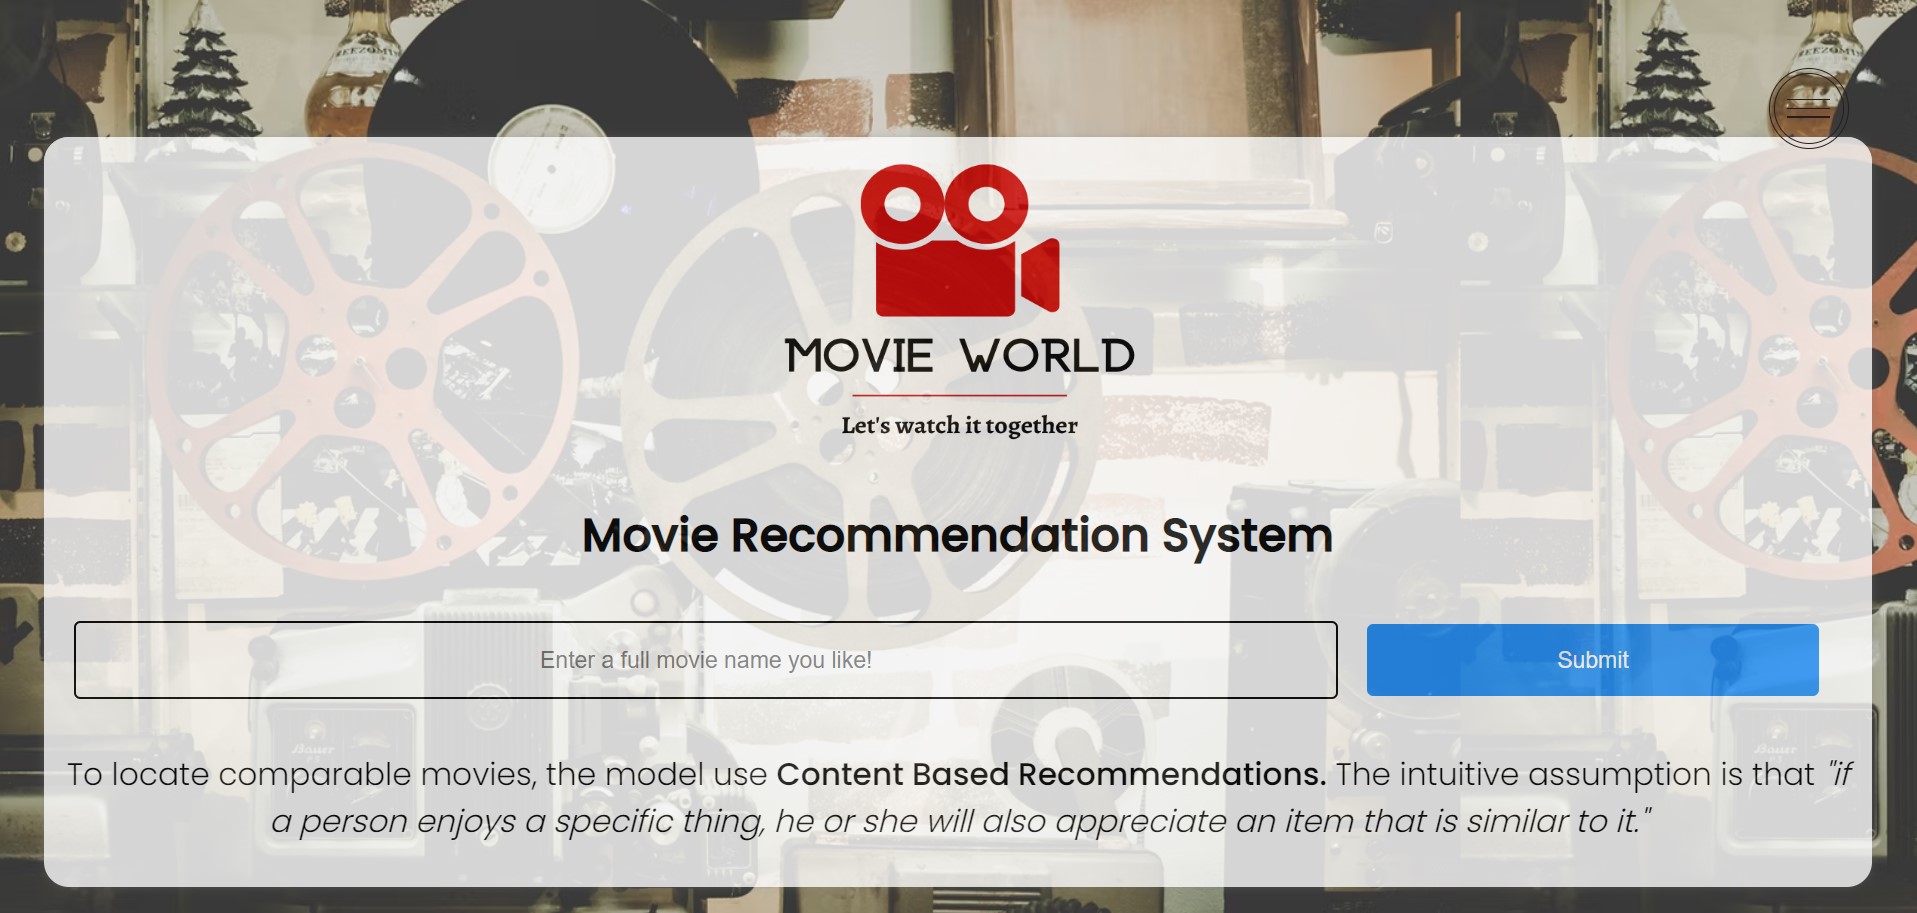 MOVIE WORLD
Let's watch it together
Movie Recommendation System
Enter a full movie name you like!
Submit
To locate comparable movies, the model use Content Based Recommendations. The intuitive assumption is that "if
a person enjoys a specific thing, he or she will also appreciate an item that is similar to it."
Bauer
Bauer